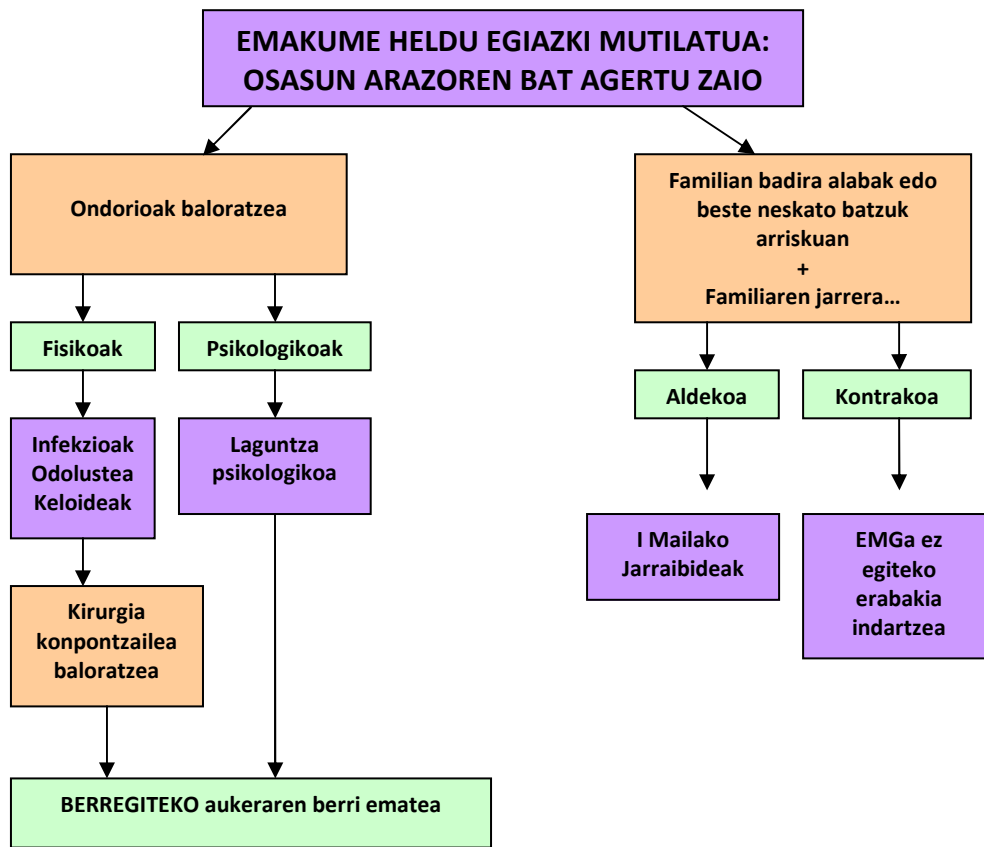 EMAKUME HELDU EGIAZKI MUTILATUA:
OSASUN ARAZOREN BAT AGERTU ZAIO
Ondorioak baloratzea
Familian badira alabak edo
beste neskato batzuk
arriskuan
+
Familiaren jarrera...
Fisikoak
Psikologikoak
Aldekoa
Kontrakoa
Infekzioak
Odolustea
Keloideak
Laguntza
psikologikoa
I Mailako
Jarraibideak
EMGa ez
egiteko
erabakia
indartzea
Kirurgia
konpontzailea
baloratzea
BERREGITEKO aukeraren berri ematea